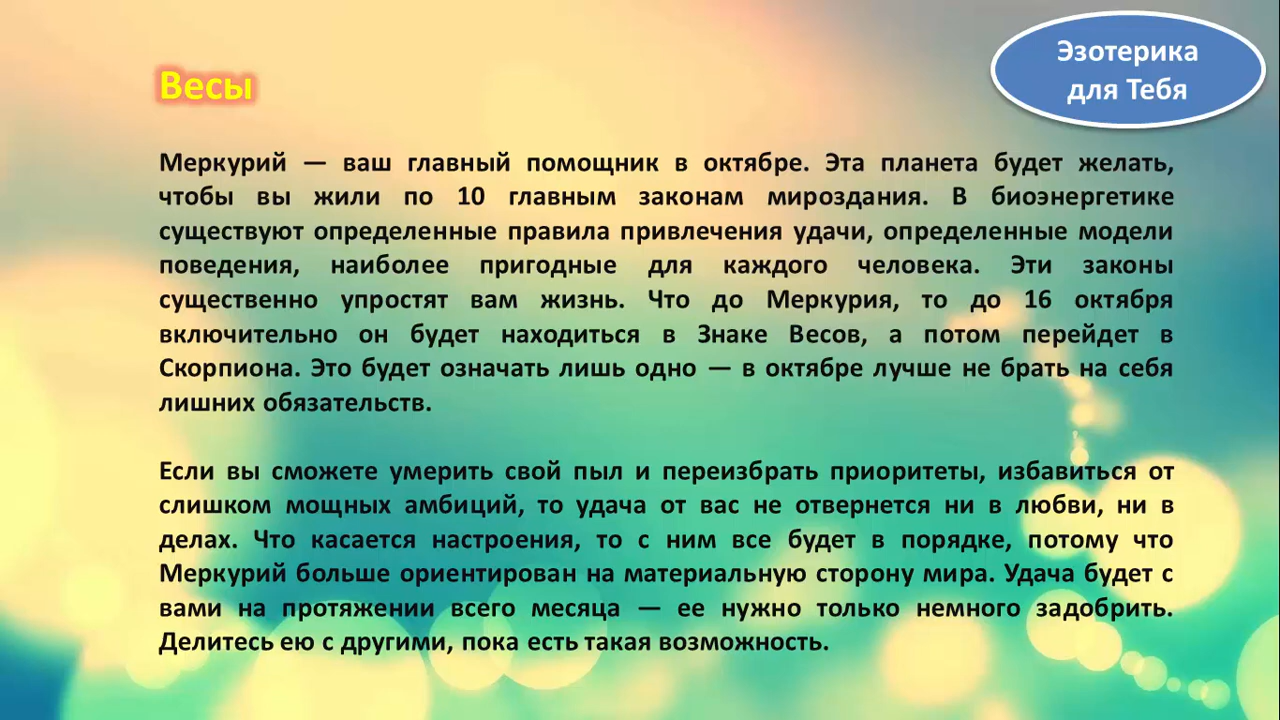 Эзотерика
для Тебя
Весы
Меркурий — ваш главный помощник в октябре. Эта планета будет желать,
чтобы вы жили по 10 главным законам мироздания. В биоэнергетике
существуют определенные правила привлечения удачи, определенные модели
поведения, наиболее пригодные для каждого человека. Эти законы
существенно упростят вам жизнь. Что до Меркурия, то до 16 октября
включительно он будет находиться в Знаке Весов, а потом перейдет в
Скорпиона. Это будет означать лишь одно — в октябре лучше не брать на себя
лишних обязательств.
Если вы сможете умерить свой пыл и переизбрать приоритеты, избавиться от
слишком мощных амбиций, то удача от вас не отвернется ни в любви, ни в
делах. Что касается настроения, то с ним все будет в порядке, потому что
Меркурий больше ориентирован на материальную сторону мира. Удача будет с
вами на протяжении всего месяца — ее нужно только немного задобрить.
Делитесь ею с другими, пока есть такая возможность.